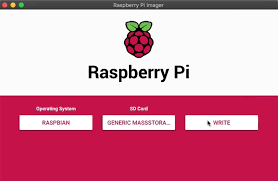 Raspberry Pi Imager
Raspberry Pi
Operating System
SD Card
RASPBIAN
GENERIC MASSSTORA...
WRITE